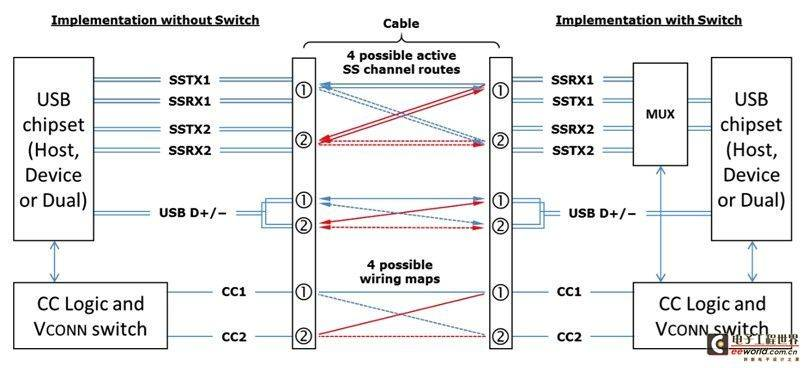 Implementation without Switch
Cable
Implementation with Switch
4 possible active
SS channel routes
USB
chipset
(Host,
Device
or Dual)
SSTX1
SSRX1
SSTX2
SSRX2
USB D+/−
①
②
①
②
①
②
SSRX1
SSTX1
SSRX2
SSTX2
USB D+/−
MUX
USB
chipset
(Host,
Device
or Dual)
4 possible
wiring maps
CC Logic and
VCONN switch
CC1
CC2
①
②
①
②
①
②
CC1
CC2
CC Logic and
VCONN switch
电子工程世界
eeworld.com.cn